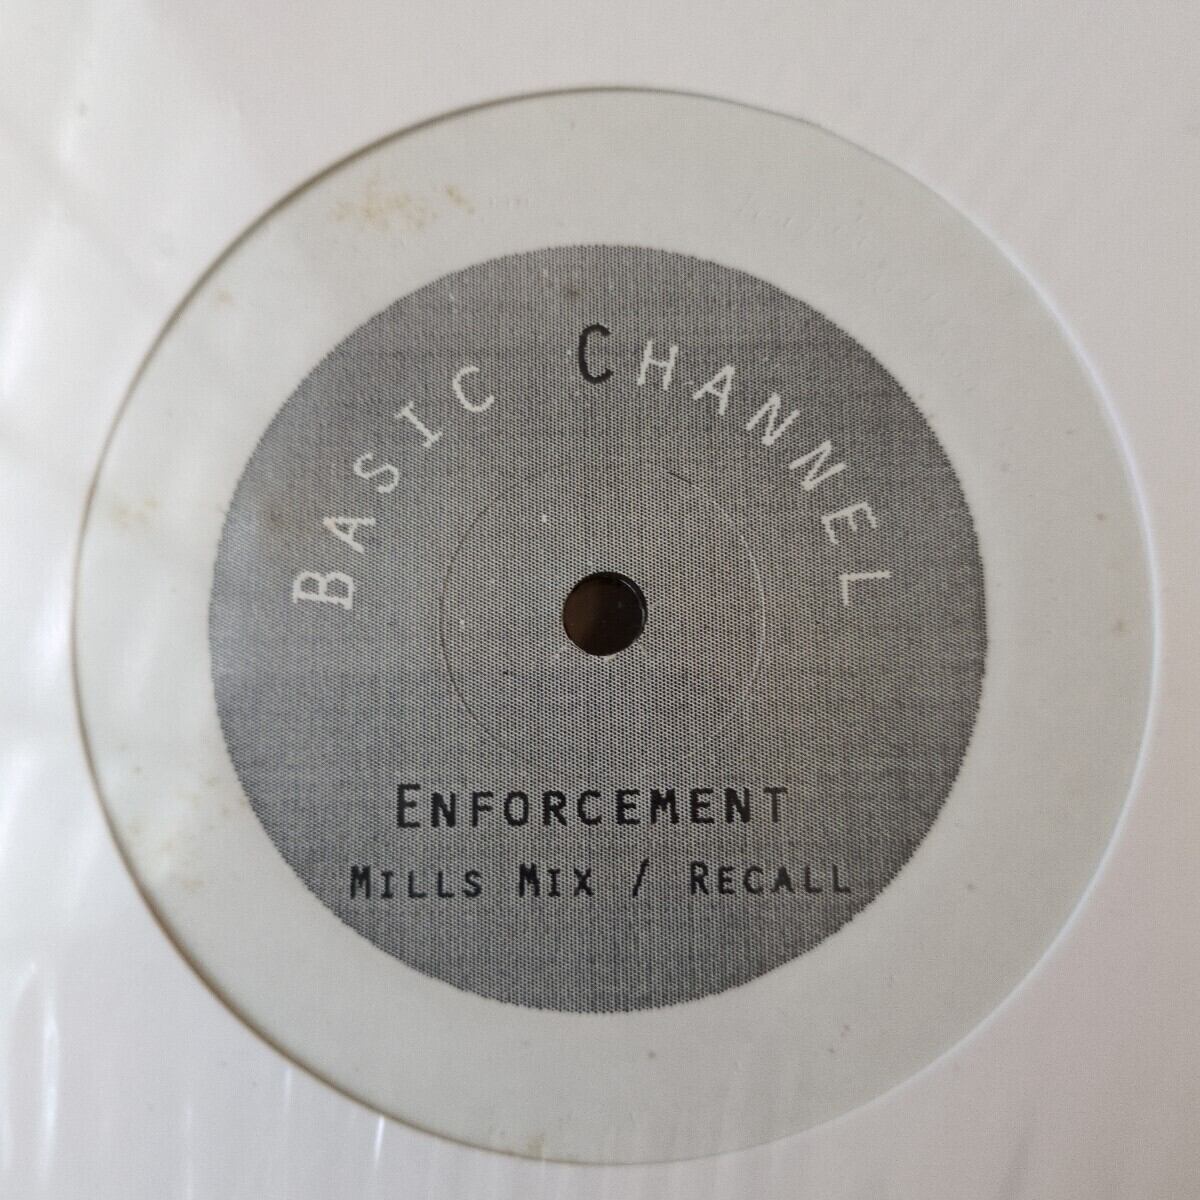 BASIC CHANNEL
ENFORCEMENT
MILLS MIX / RECALL